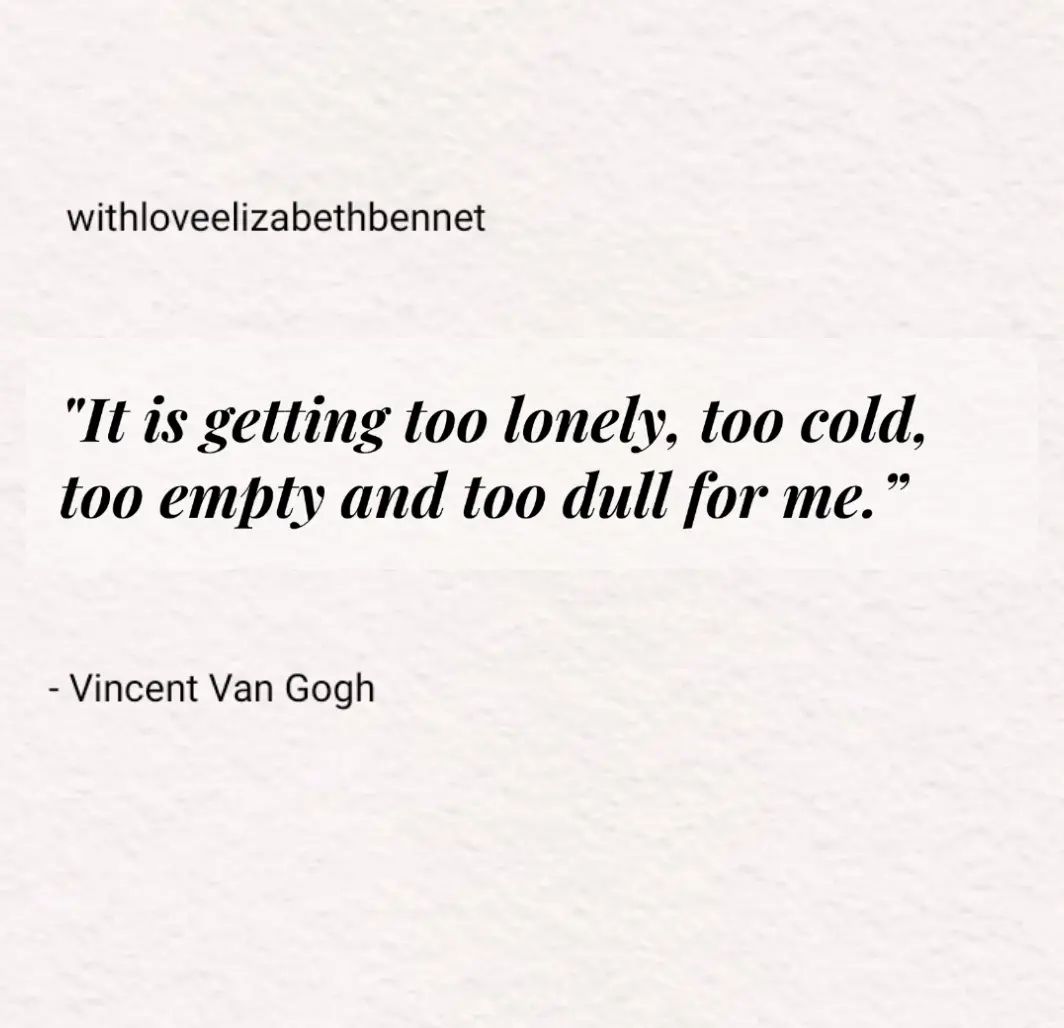 withloveelizabethbennet
"It is getting too lonely, too cold,
too empty and too dull for me.”
- Vincent Van Gogh